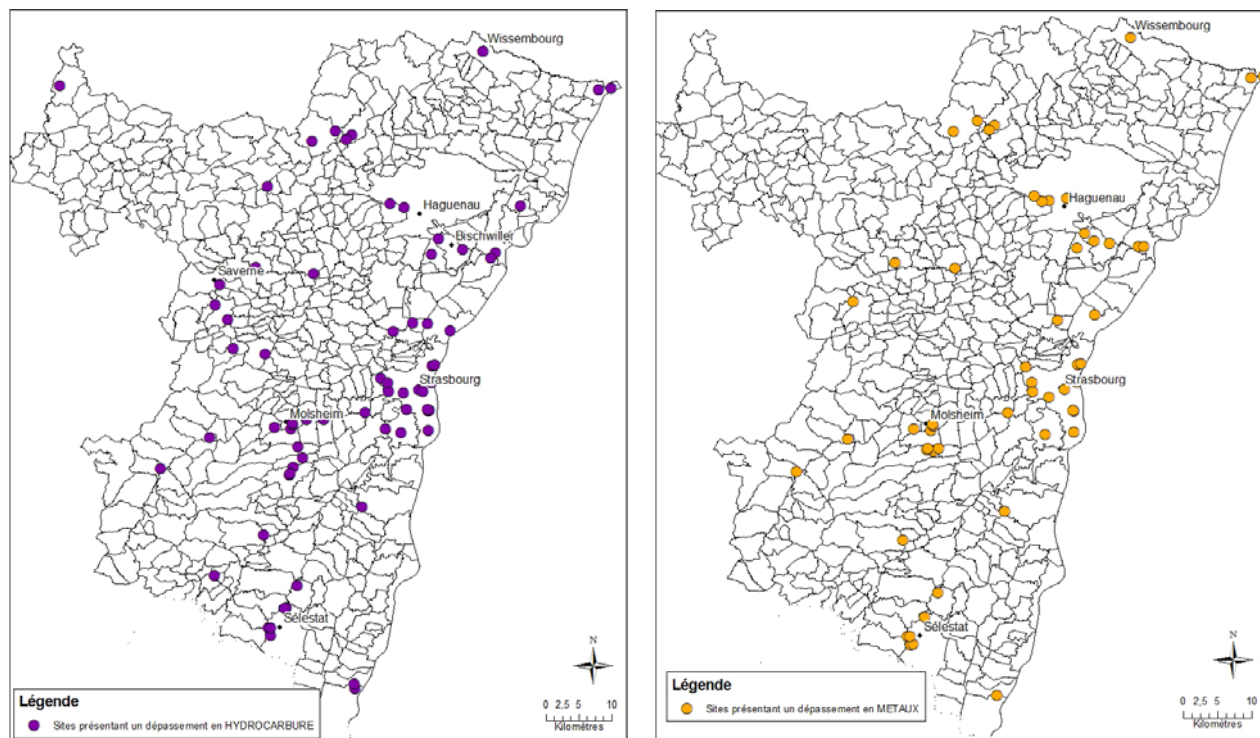 Wissembourg
Haguenau
Bischwiller
Saverne
Strasbourg
Molsheim
Sélestat
N
Légende
Sites présentant un dépassement en HYDROCARBURE
0 2,5 5 10
Kilomètres
Wissembourg
Haguenau
Strasbourg
Molsheim
Sélestat
N
Légende
Sites présentant un dépassement en METAUX
0 2,5 5 10
Kilomètres